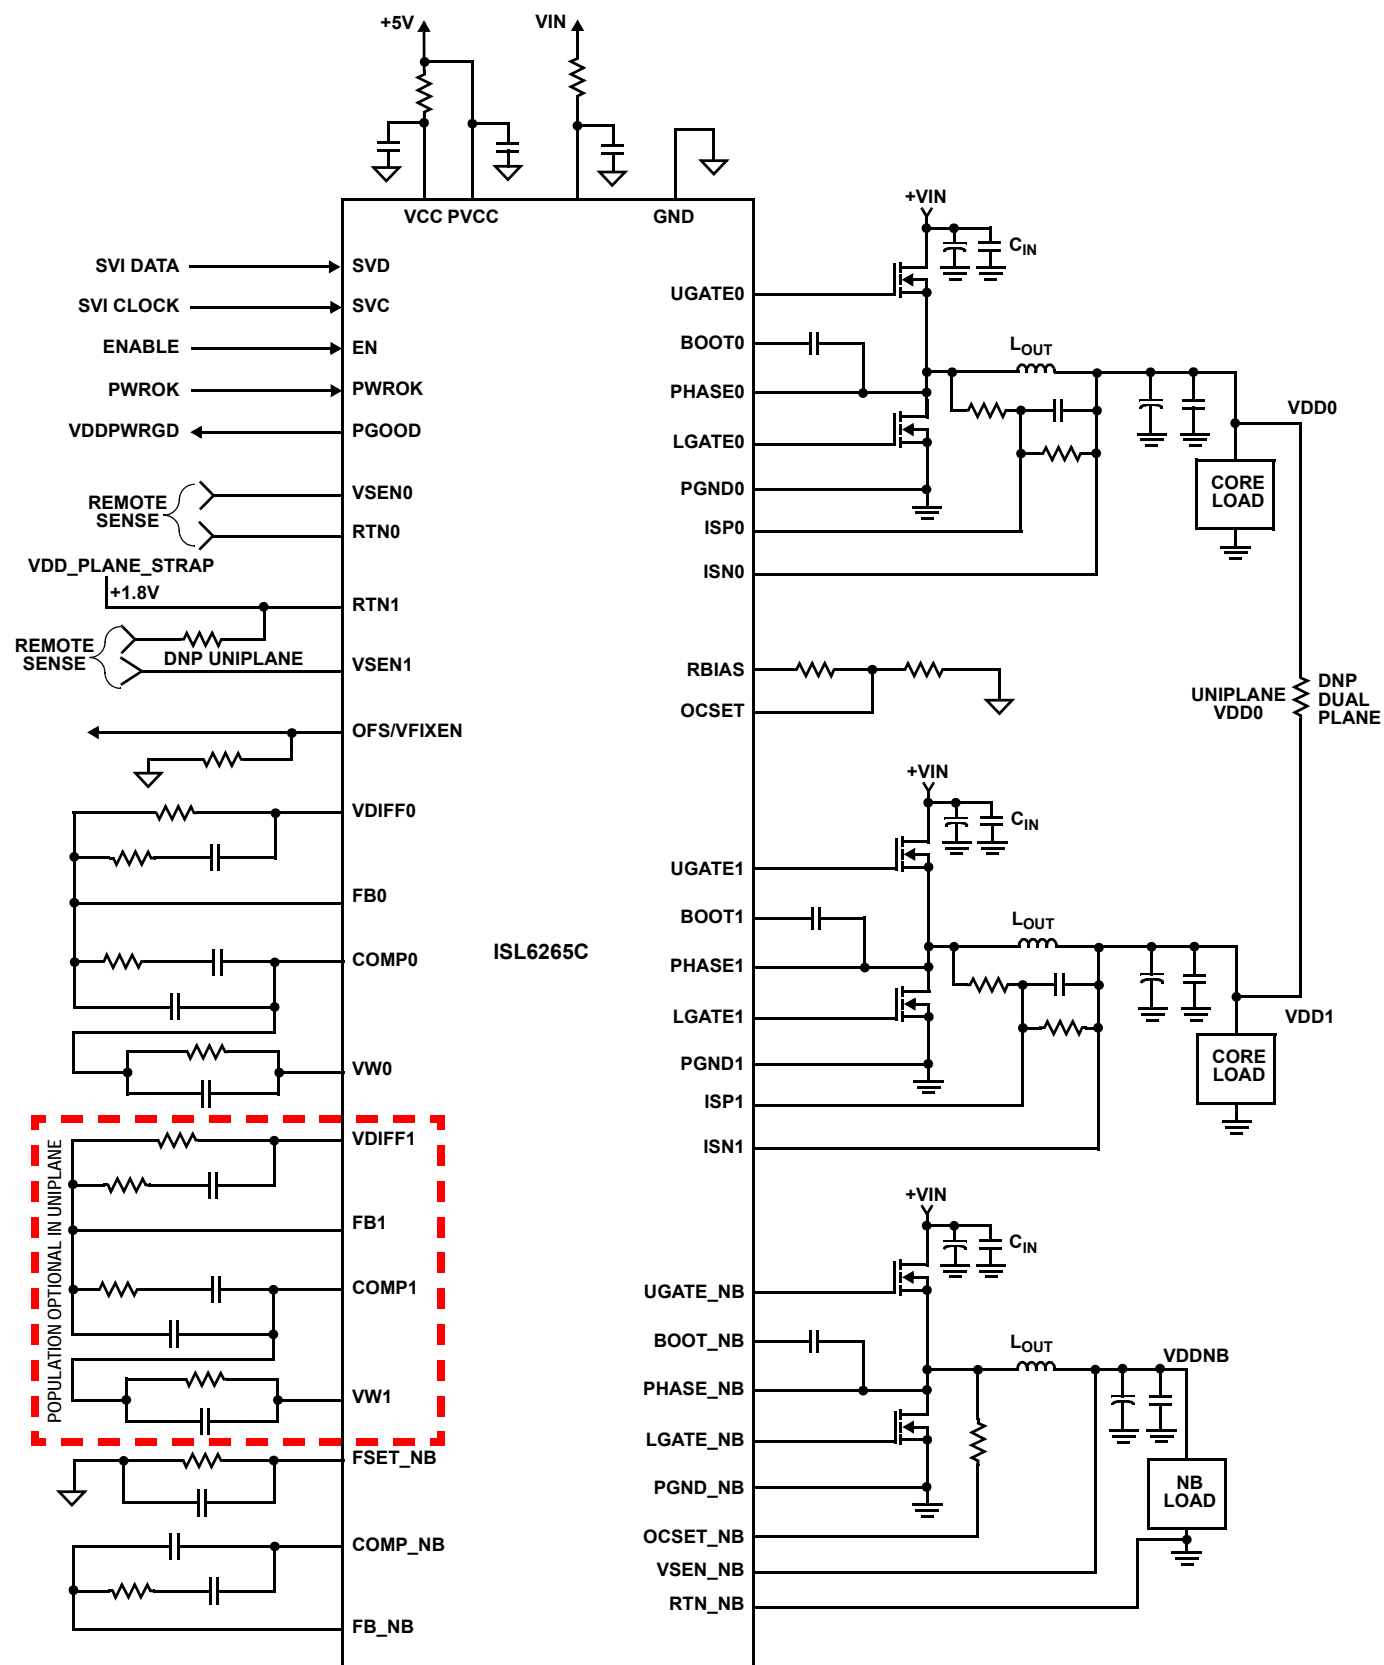 +5V
VIN
VCC PVCC
GND
SVI DATA
SVD
SVI CLOCK
SVC
ENABLE
EN
PWROK
PWROK
VDDPWRGD
PGOOD
REMOTE
SENSE
VSEN0
RTN0
VDD_PLANE_STRAP
+1.8V
RTN1
REMOTE
SENSE
DNP UNIPLANE
VSEN1
OFS/VFIXEN
VDIFF0
FB0
COMP0
VW0
POPULATION OPTIONAL IN UNIPLANE
VDIFF1
FB1
COMP1
VW1
FSET_NB
COMP_NB
FB_NB
ISL6265C
+VIN
CIN
UGATE0
BOOT0
LOUT
PHASE0
VDD0
LGATE0
CORE
LOAD
PGND0
ISP0
ISN0
RBIAS
OCSET
UNIPLANE
VDD0
DNP
DUAL
PLANE
+VIN
CIN
UGATE1
BOOT1
LOUT
PHASE1
LGATE1
VDD1
CORE
LOAD
PGND1
ISP1
ISN1
+VIN
CIN
UGATE_NB
BOOT_NB
LOUT
VDDNB
PHASE_NB
LGATE_NB
PGND_NB
NB
LOAD
OCSET_NB
VSEN_NB
RTN_NB